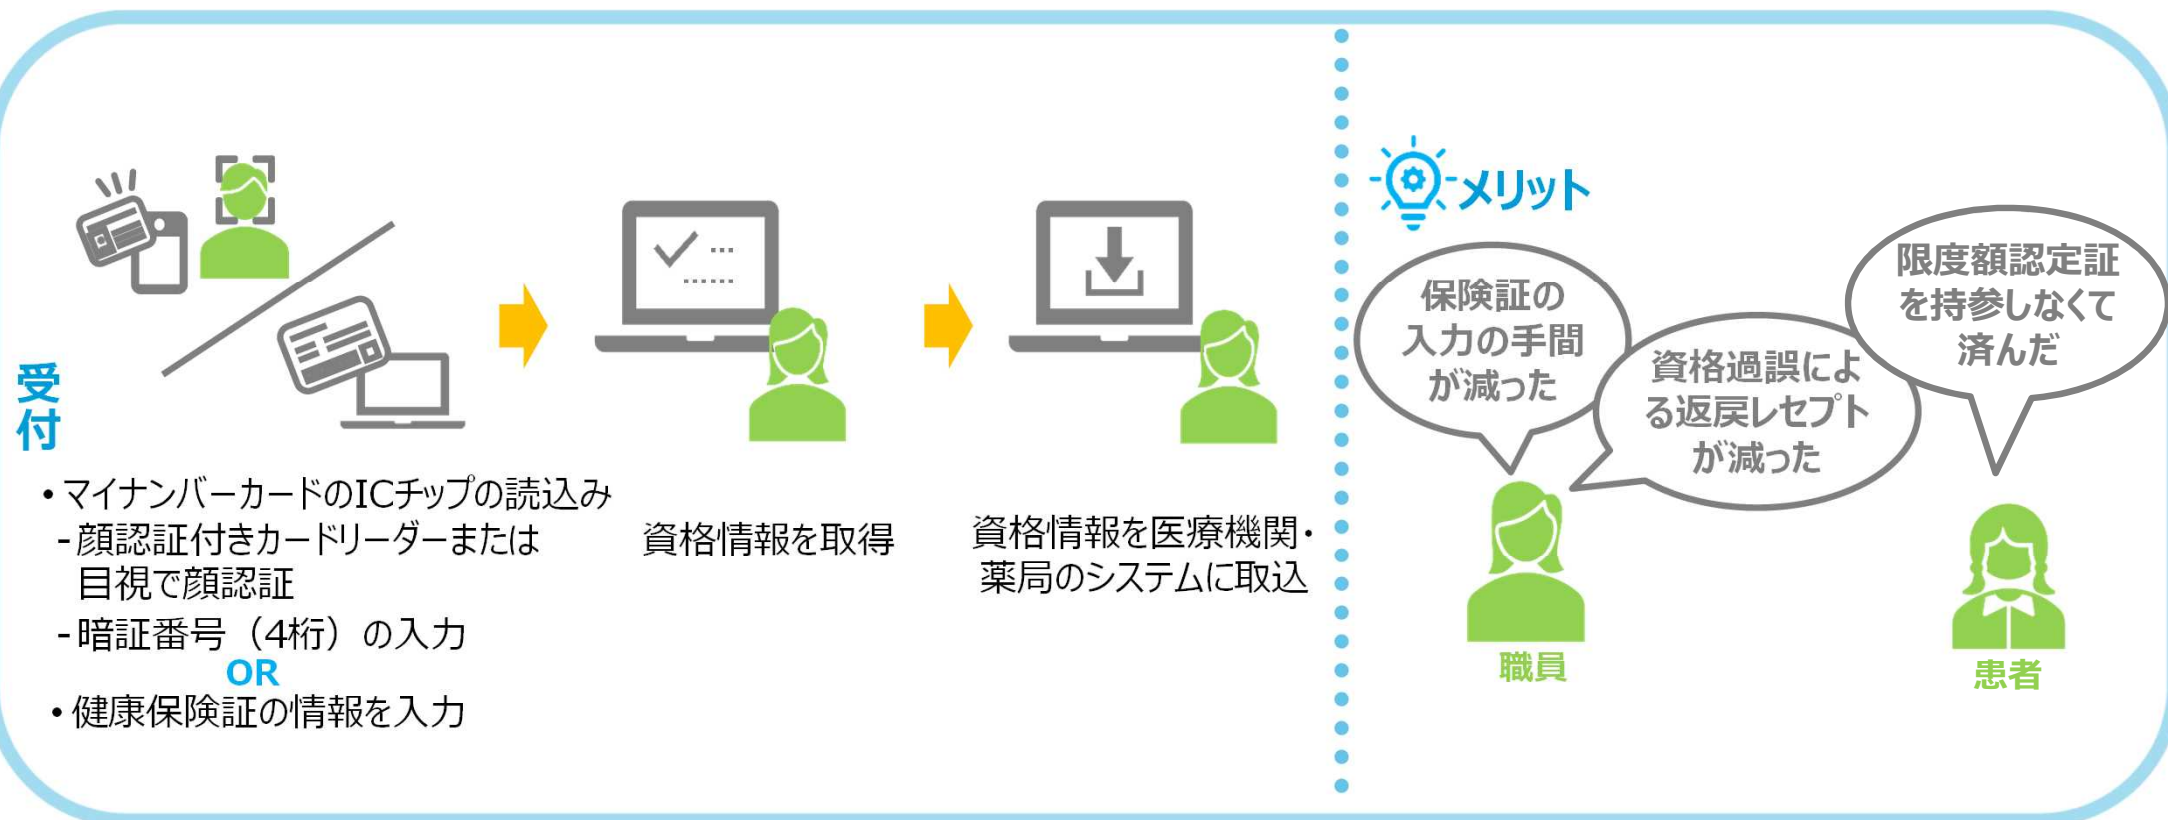 受付
・マイナンバーカードのICチップの読込み
-顔認証付きカードリーダーまたは
目視で顔認証
-暗証番号（4桁）の入力
OR
・健康保険証の情報を入力
資格情報を取得
資格情報を医療機関・
薬局のシステムに取込
メリット
保険証の
入力の手間
が減った
資格過誤によ
る返戻レセプト
が減った
限度額認定証
を持参しなくて
済んだ
職員
患者